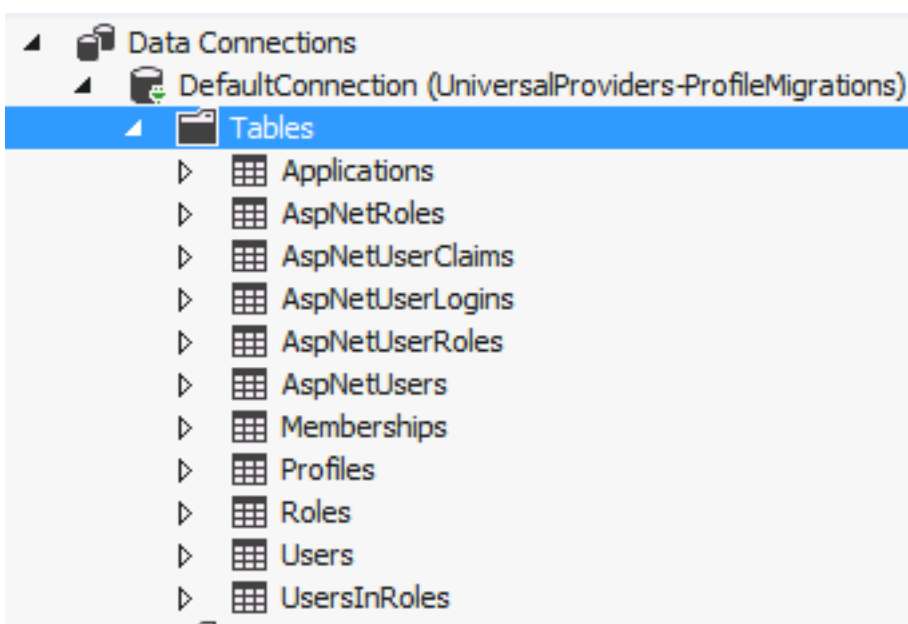 Data Connections
DefaultConnection (UniversalProviders-ProfileMigrations)
Tables
Applications
AspNetRoles
AspNetUserClaims
AspNetUserLogins
AspNetUserRoles
AspNetUsers
Memberships
Profiles
Roles
Users
UsersInRoles